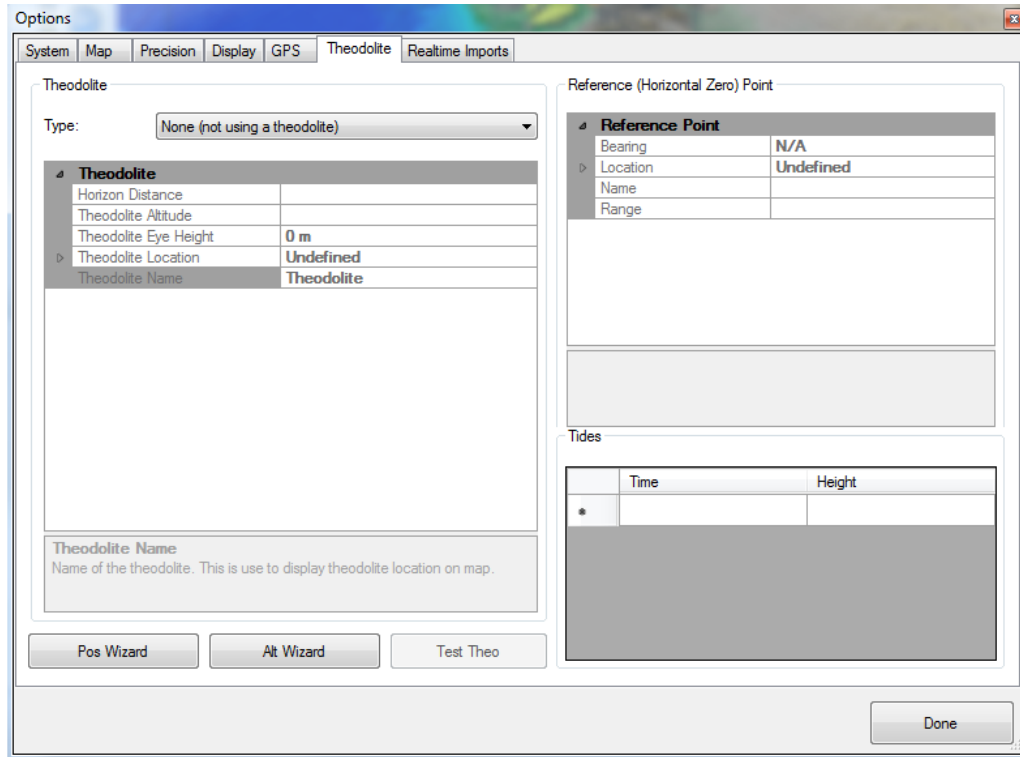 Options
System Map Precision Display GPS Theodolite Realtime Imports
Theodolite
Type: None (not using a theodolite)
Theodolite
Horizon Distance
Theodolite Altitude
Theodolite Eye Height 0 m
Theodolite Location Undefined
Theodolite Name Theodolite
Theodolite Name
Name of the theodolite. This is use to display theodolite location on map.
Pos Wizard Alt Wizard Test Theo
Reference (Horizontal Zero) Point
Reference Point
Bearing N/A
Location Undefined
Name
Range
Tides
Time Height
Done